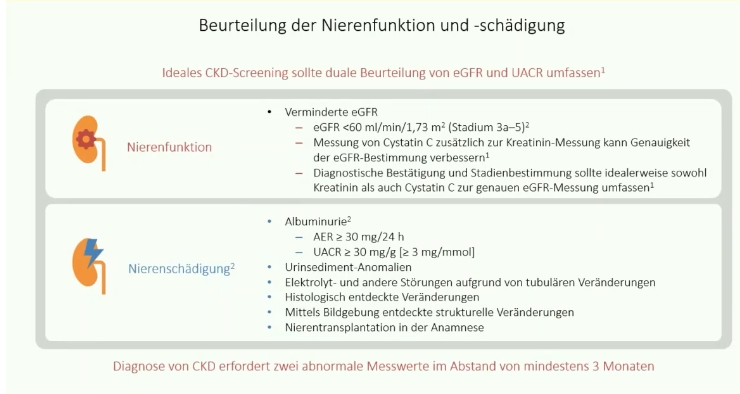 Beurteilung der Nierenfunktion und -schädigung
Ideales CKD-Screening sollte duale Beurteilung von eGFR und UACR umfassen¹
Nierenfunktion
• Verminderte eGFR
– eGFR <60 ml/min/1,73 m² (Stadium 3a–5)²
– Messung von Cystatin C zusätzlich zur Kreatinin-Messung kann Genauigkeit
der eGFR-Bestimmung verbessern¹
– Diagnostische Bestätigung und Stadienbestimmung sollte idealerweise sowohl
Kreatinin als auch Cystatin C zur genauen eGFR-Messung umfassen¹
Nierenschädigung²
• Albuminurie²
– AER ≥ 30 mg/24 h
– UACR ≥ 30 mg/g [≥ 3 mg/mmol]
• Urinsediment-Anomalien
• Elektrolyt- und andere Störungen aufgrund von tubulären Veränderungen
• Histologisch entdeckte Veränderungen
• Mittels Bildgebung entdeckte strukturelle Veränderungen
• Nierentransplantation in der Anamnese
Diagnose von CKD erfordert zwei abnormale Messwerte im Abstand von mindestens 3 Monaten